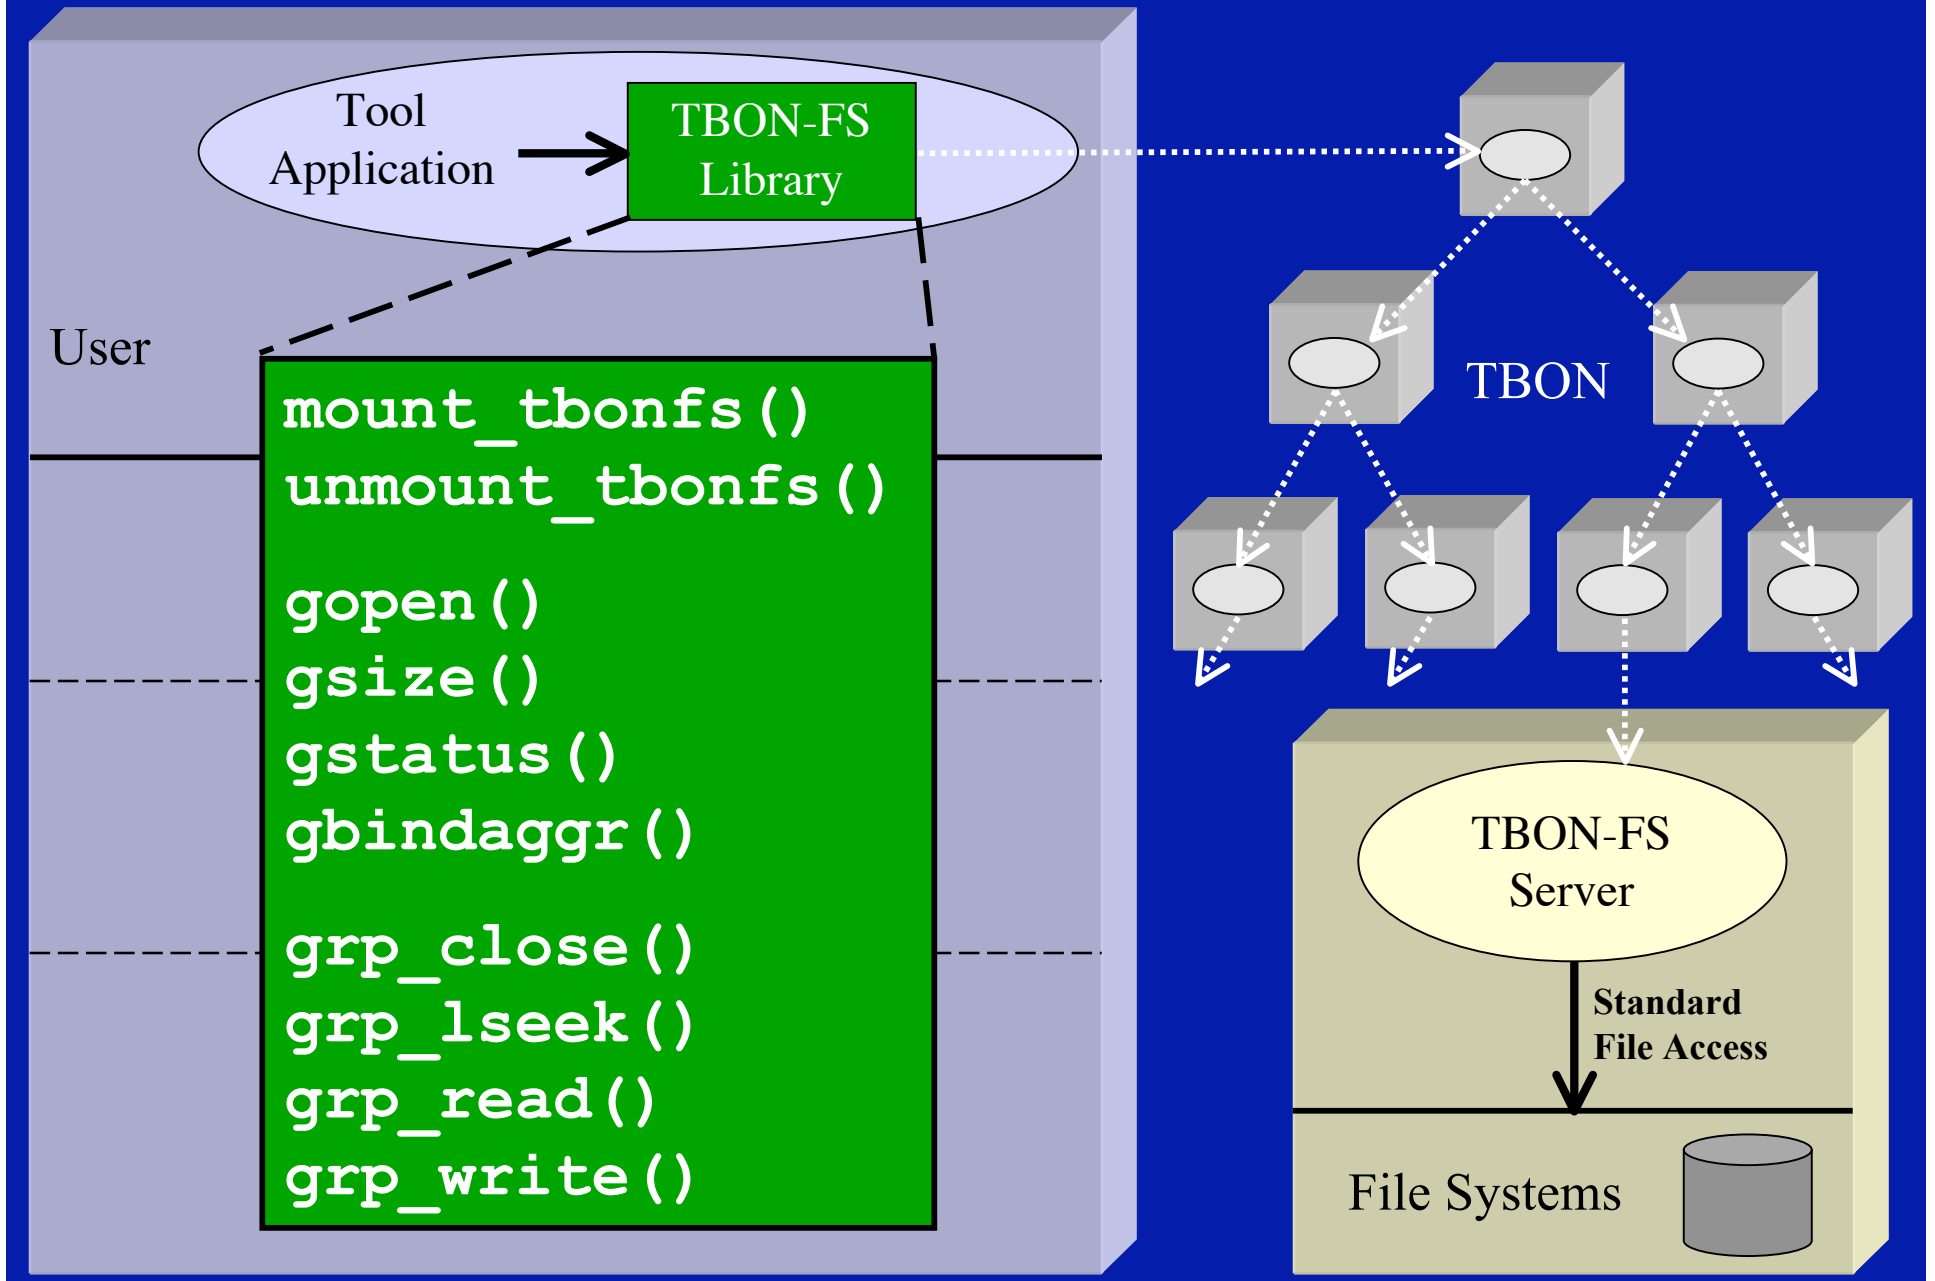 Tool
Application
TBON-FS
Library
User
mount_tbonfs()
unmount_tbonfs()
gopen()
gsize()
gstatus()
gbindaggr()
grp_close()
grp_lseek()
grp_read()
grp_write()
TBON
TBON-FS
Server
Standard
File Access
File Systems